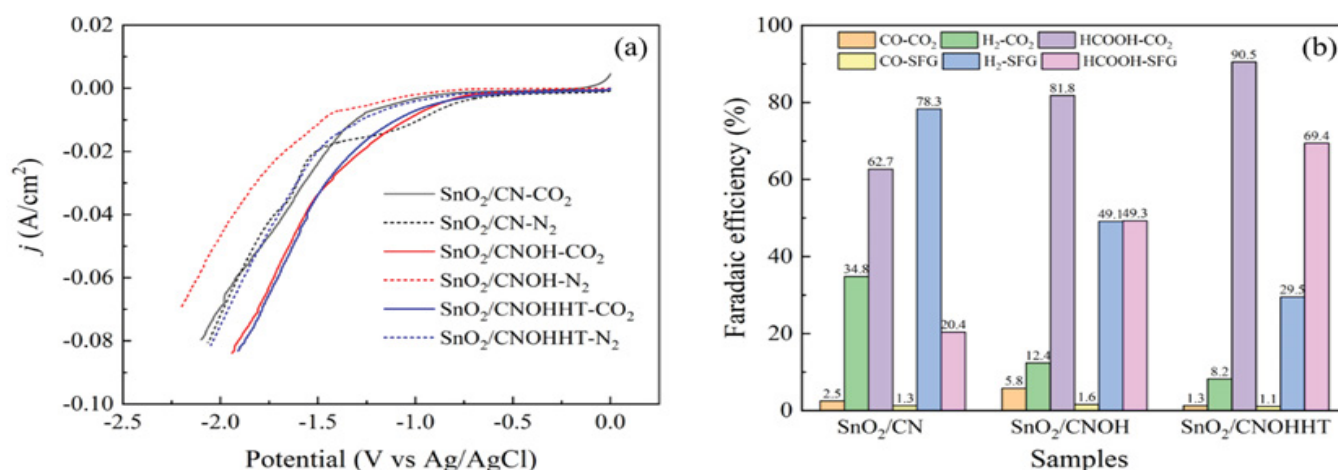 0.02
0.00
-0.02
-0.04
-0.06
-0.08
-0.10
j (A/cm²)
(a)
SnO₂/CN-CO₂
SnO₂/CN-N₂
SnO₂/CNOH-CO₂
SnO₂/CNOH-N₂
SnO₂/CNOHHT-CO₂
SnO₂/CNOHHT-N₂
-2.5 -2.0 -1.5 -1.0 -0.5 0.0
Potential (V vs Ag/AgCl)
100
80
60
40
20
0
Faradaic efficiency (%)
(b)
CO-CO₂ H₂-CO₂ HCOOH-CO₂
CO-SFG H₂-SFG HCOOH-SFG
2.5 34.8 62.7 1.3 78.3 20.4
5.8 12.4 81.8 1.6 49.1 49.3
1.3 8.2 90.5 1.1 29.5 69.4
SnO₂/CN SnO₂/CNOH SnO₂/CNOHHT
Samples